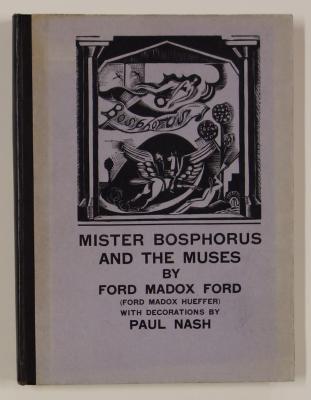 Bosphorus
MISTER BOSPHORUS
AND THE MUSES
BY
FORD MADOX FORD
(FORD MADOX HUEFFER)
WITH DECORATIONS BY
PAUL NASH